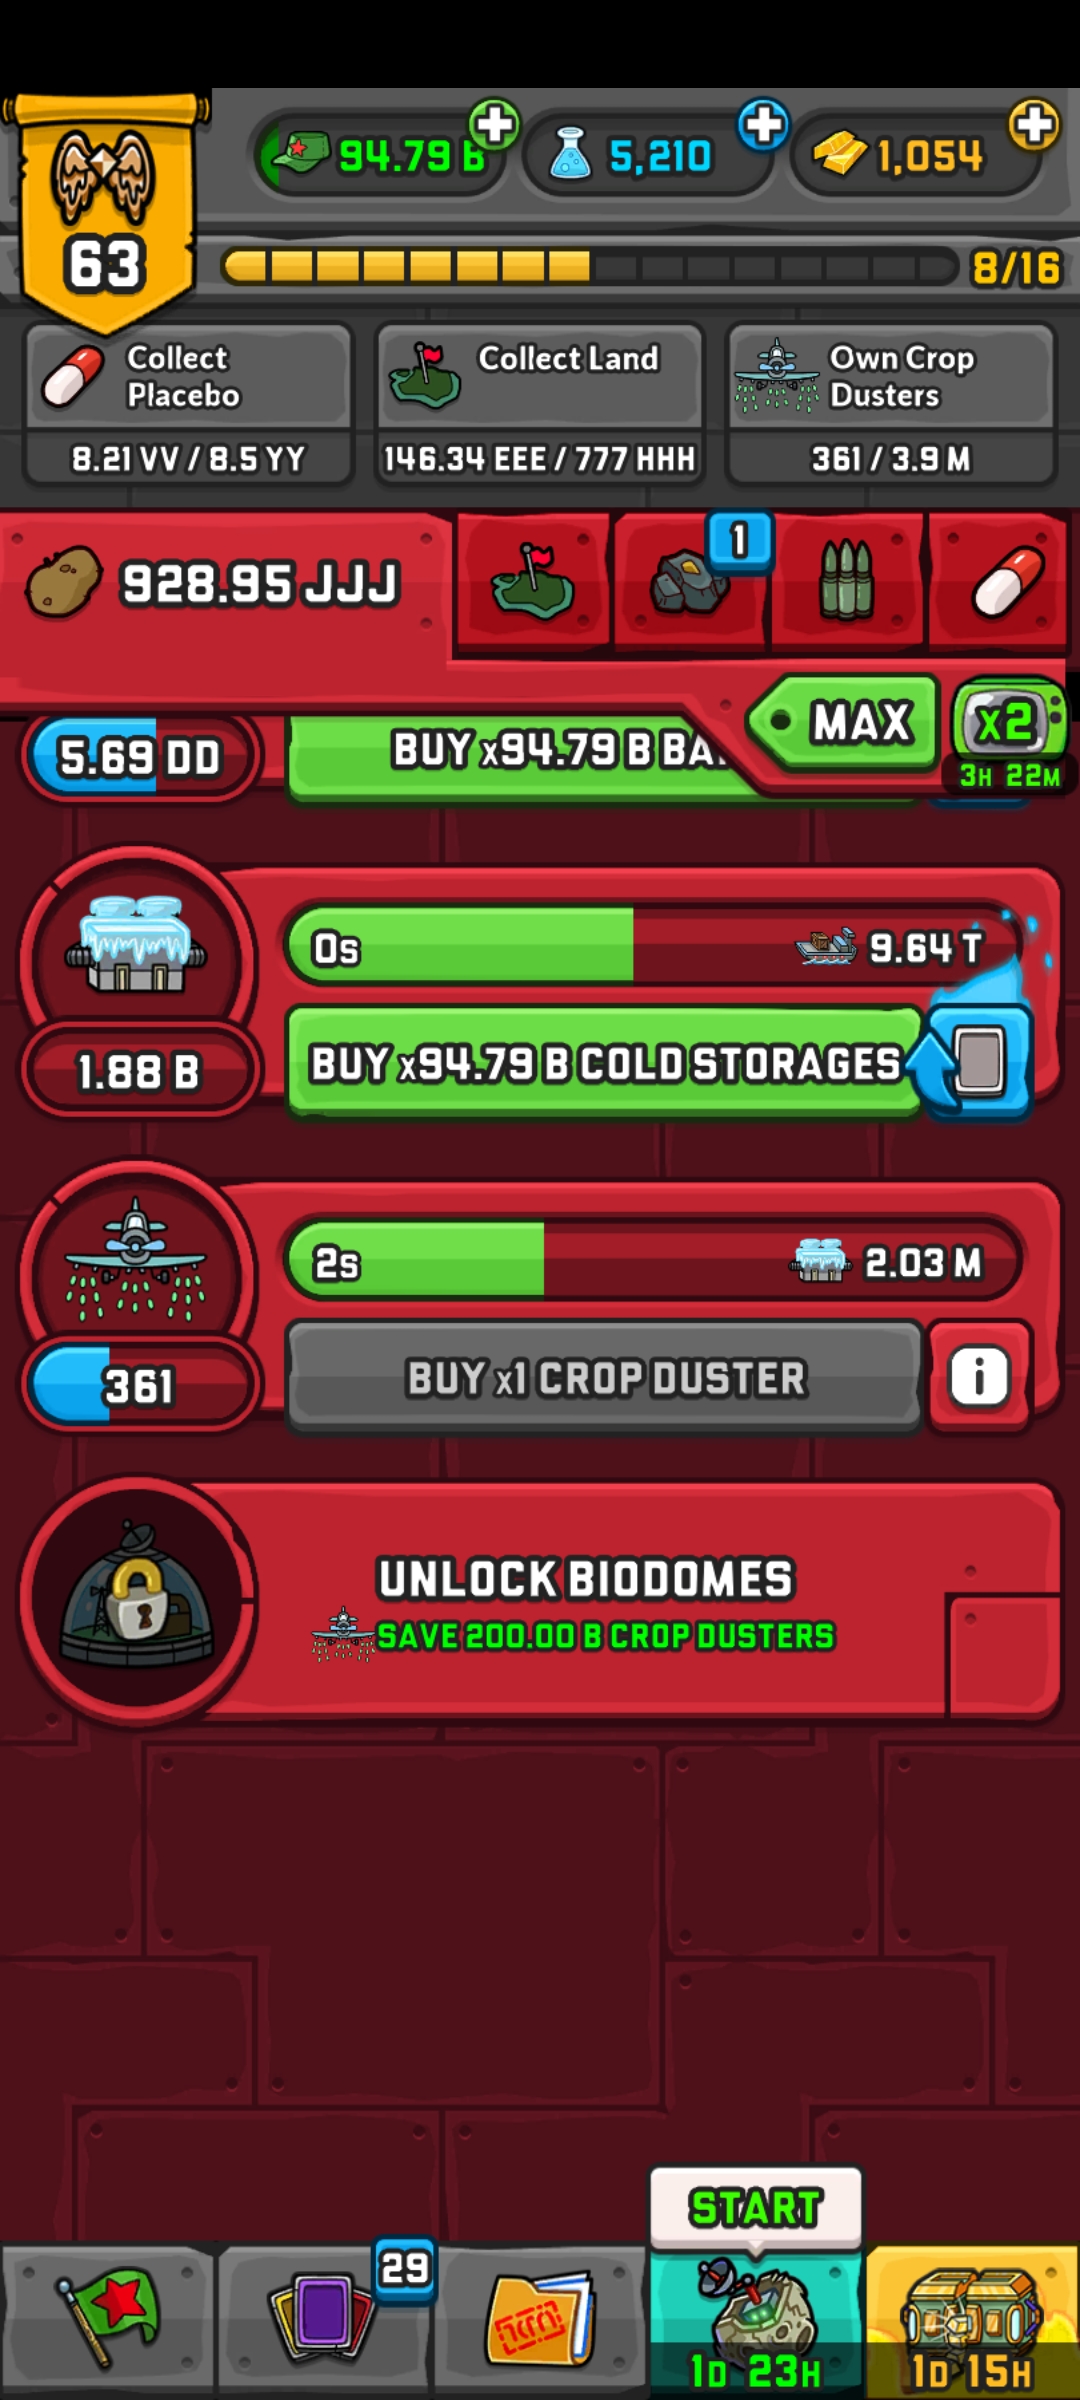 94.79 B
5,210
1,054
63
8/16
Collect
Placebo
8.21 VV / 8.5 YY
Collect Land
146.34 EEE / 777 HHH
Own Crop
Dusters
361 / 3.9 M
928.95 JJJ
1
MAX
x2
3H 22M
5.69 DD
BUY x94.79 B BA
0s
9.64 T
1.88 B
BUY x94.79 B COLD STORAGES
2s
2.03 M
361
BUY x1 CROP DUSTER
i
UNLOCK BIODOMES
SAVE 200.00 B CROP DUSTERS
START
29
1D 23H
1D 15H